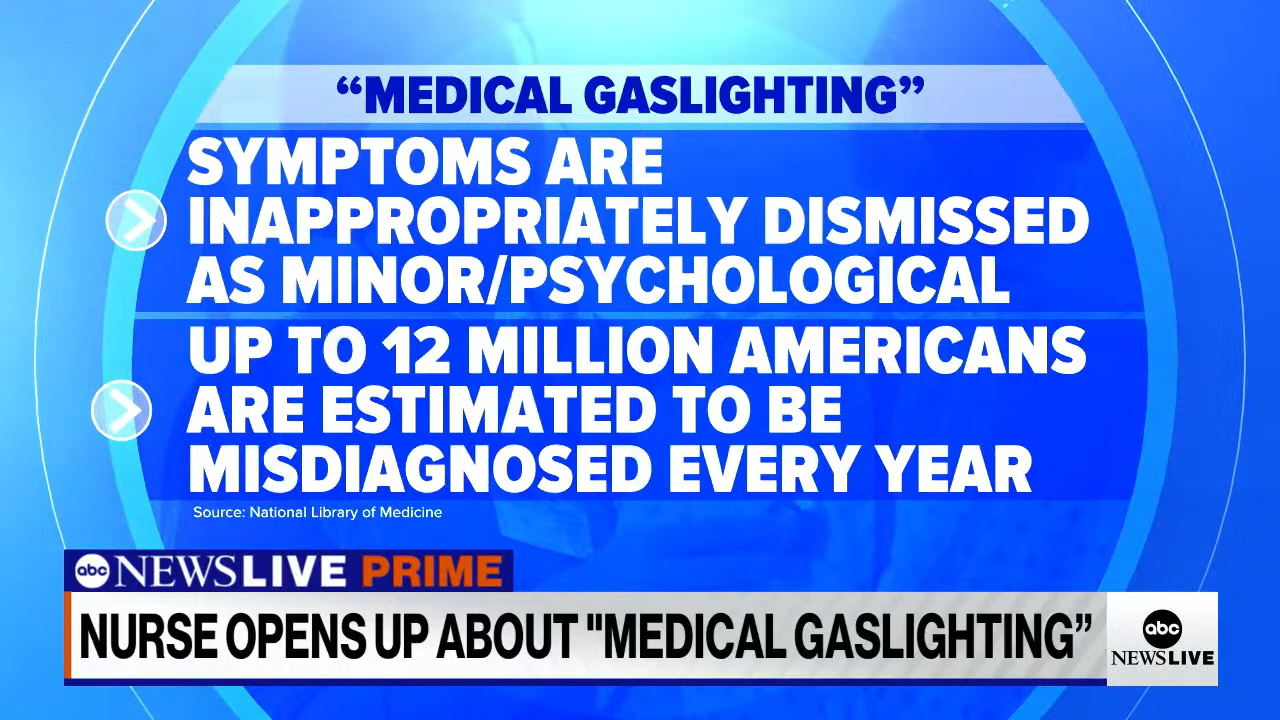 “MEDICAL GASLIGHTING”
SYMPTOMS ARE
INAPPROPRIATELY DISMISSED
AS MINOR/PSYCHOLOGICAL
UP TO 12 MILLION AMERICANS
ARE ESTIMATED TO BE
MISDIAGNOSED EVERY YEAR
Source: National Library of Medicine
abc NEWS LIVE PRIME
NURSE OPENS UP ABOUT "MEDICAL GASLIGHTING”
abc
NEWS LIVE